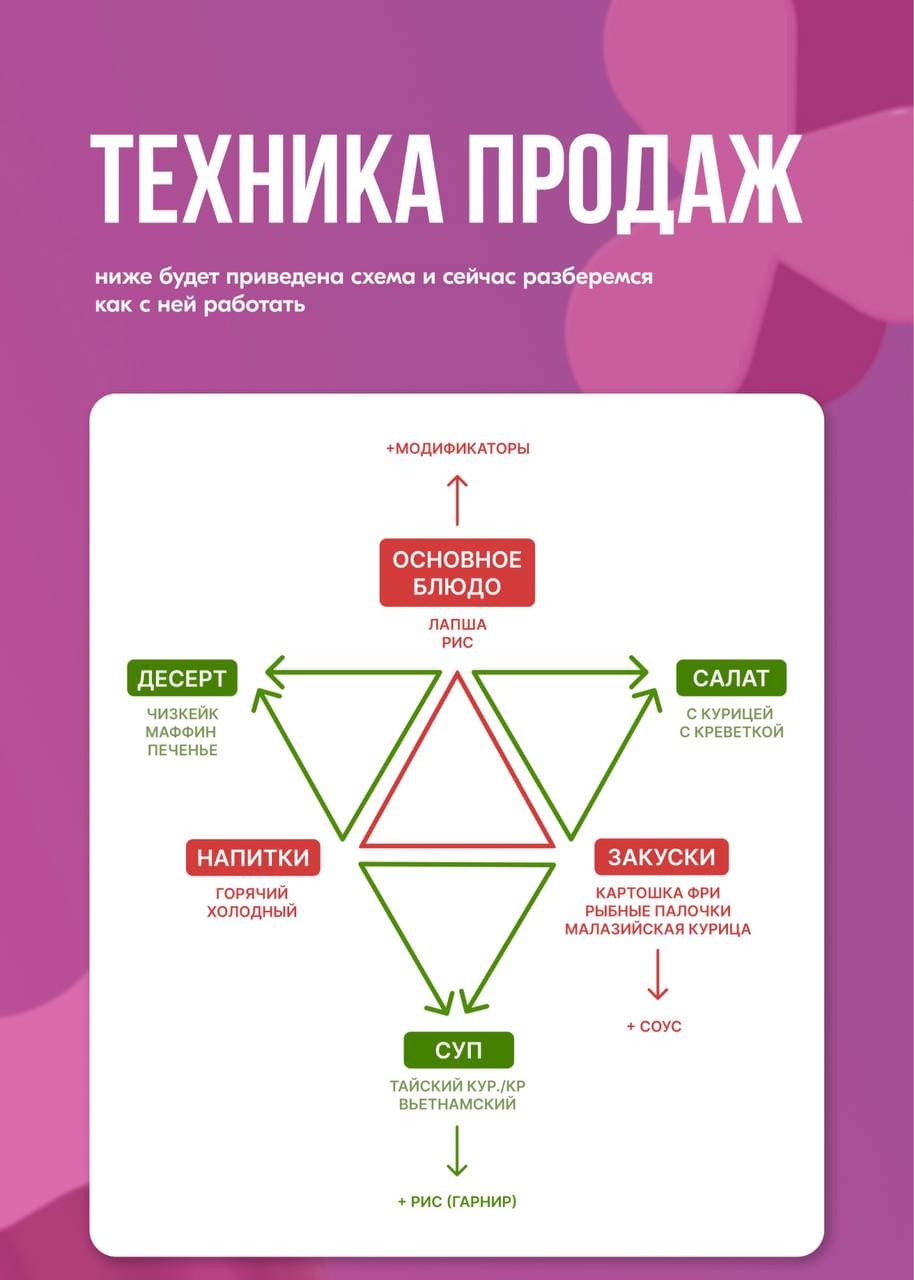 ТЕХНИКА ПРОДАЖ
ниже будет приведена схема и сейчас разберемся
как с ней работать
+МОДИФИКАТОРЫ
ОСНОВНОЕ
БЛЮДО
ЛАПША
РИС
ДЕСЕРТ
ЧИЗКЕЙК
МАФФИН
ПЕЧЕНЬЕ
САЛАТ
С КУРИЦЕЙ
С КРЕВЕТКОЙ
НАПИТКИ
ГОРЯЧИЙ
ХОЛОДНЫЙ
ЗАКУСКИ
КАРТОШКА ФРИ
РЫБНЫЕ ПАЛОЧКИ
МАЛАЗИЙСКАЯ КУРИЦА
+ СОУС
СУП
ТАЙСКИЙ КУР./КР
ВЬЕТНАМСКИЙ
+ РИС (ГАРНИР)